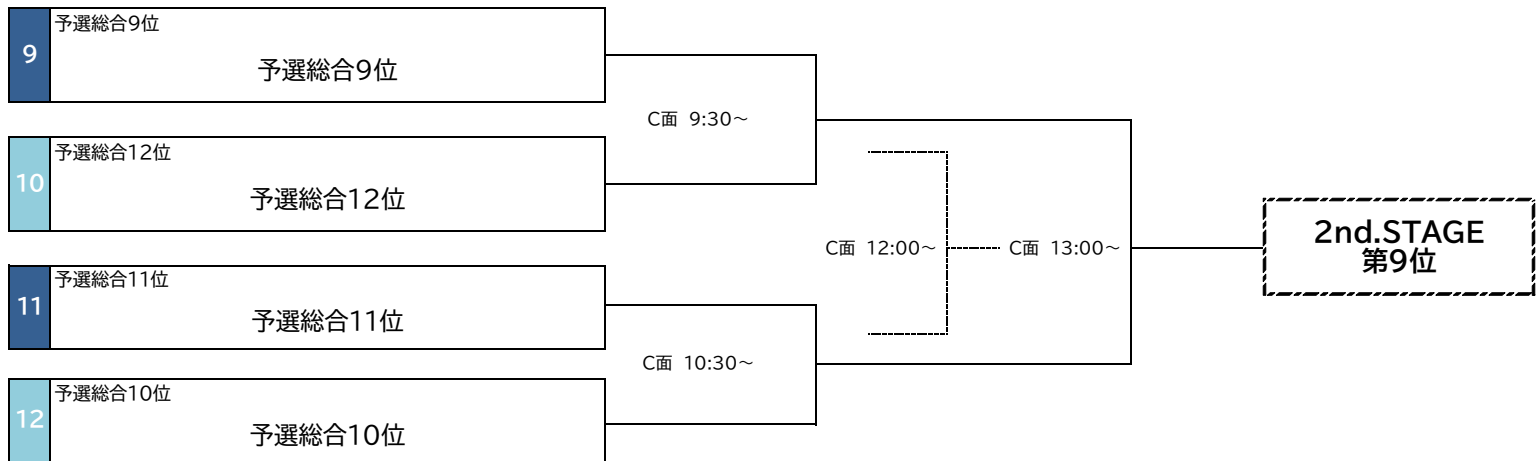 9
予選総合9位
予選総合9位
C面 9:30～
10
予選総合12位
予選総合12位
C面 12:00～
C面 13:00～
2nd.STAGE
第9位
11
予選総合11位
予選総合11位
C面 10:30～
12
予選総合10位
予選総合10位